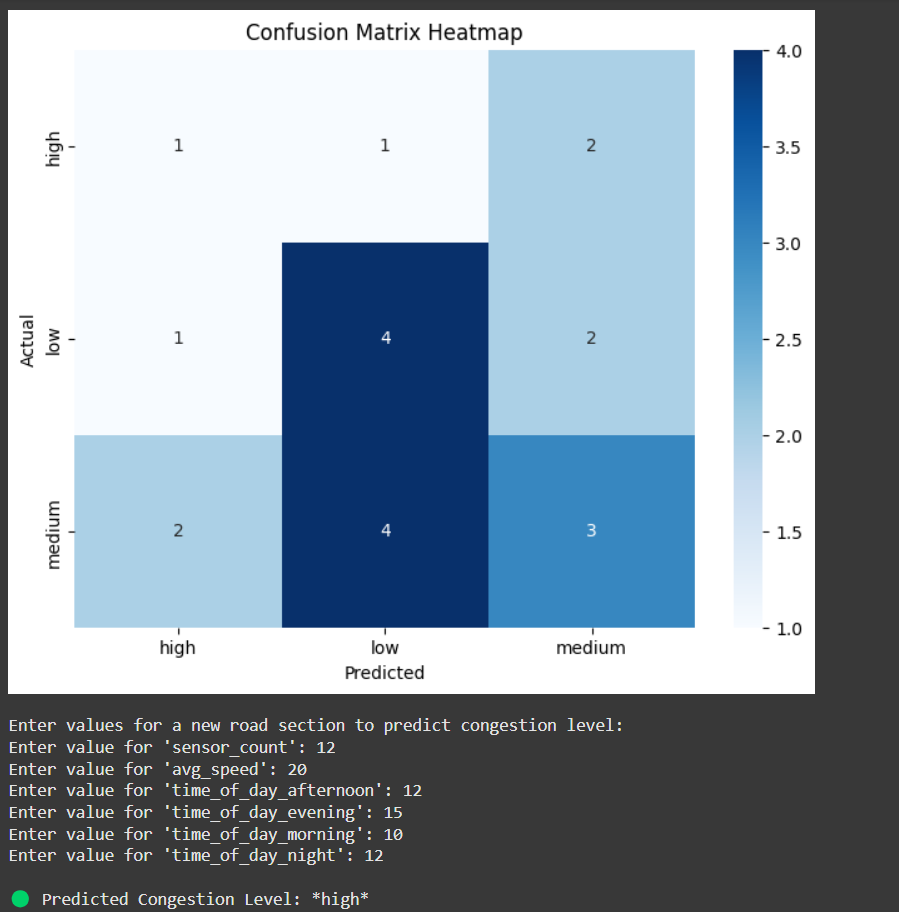 Confusion Matrix Heatmap
4.0
3.5
3.0
2.5
2.0
1.5
1.0
Actual
high
1 1 2
low
1 4 2
medium
2 4 3
high low medium
Predicted
Enter values for a new road section to predict congestion level:
Enter value for 'sensor_count': 12
Enter value for 'avg_speed': 20
Enter value for 'time_of_day_afternoon': 12
Enter value for 'time_of_day_evening': 15
Enter value for 'time_of_day_morning': 10
Enter value for 'time_of_day_night': 12
Predicted Congestion Level: *high*